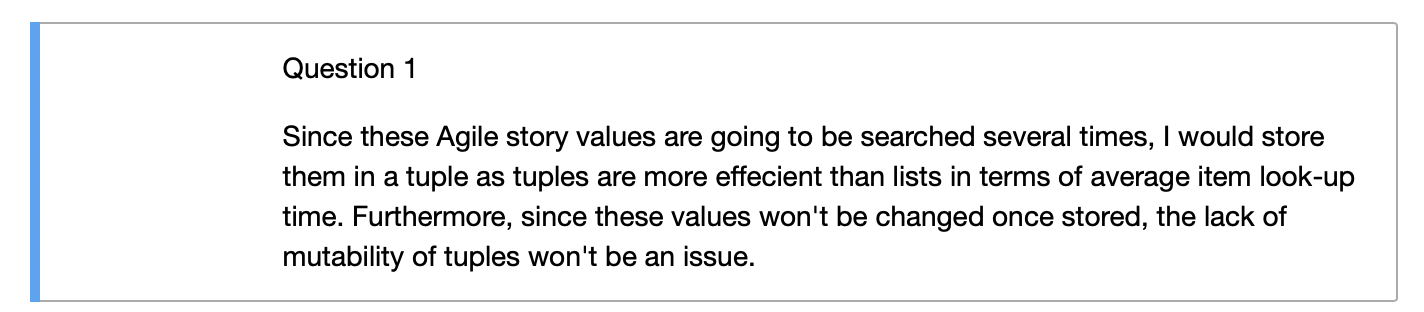 Question 1
Since these Agile story values are going to be searched several times, I would store
them in a tuple as tuples are more effecient than lists in terms of average item look-up
time. Furthermore, since these values won't be changed once stored, the lack of
mutability of tuples won't be an issue.